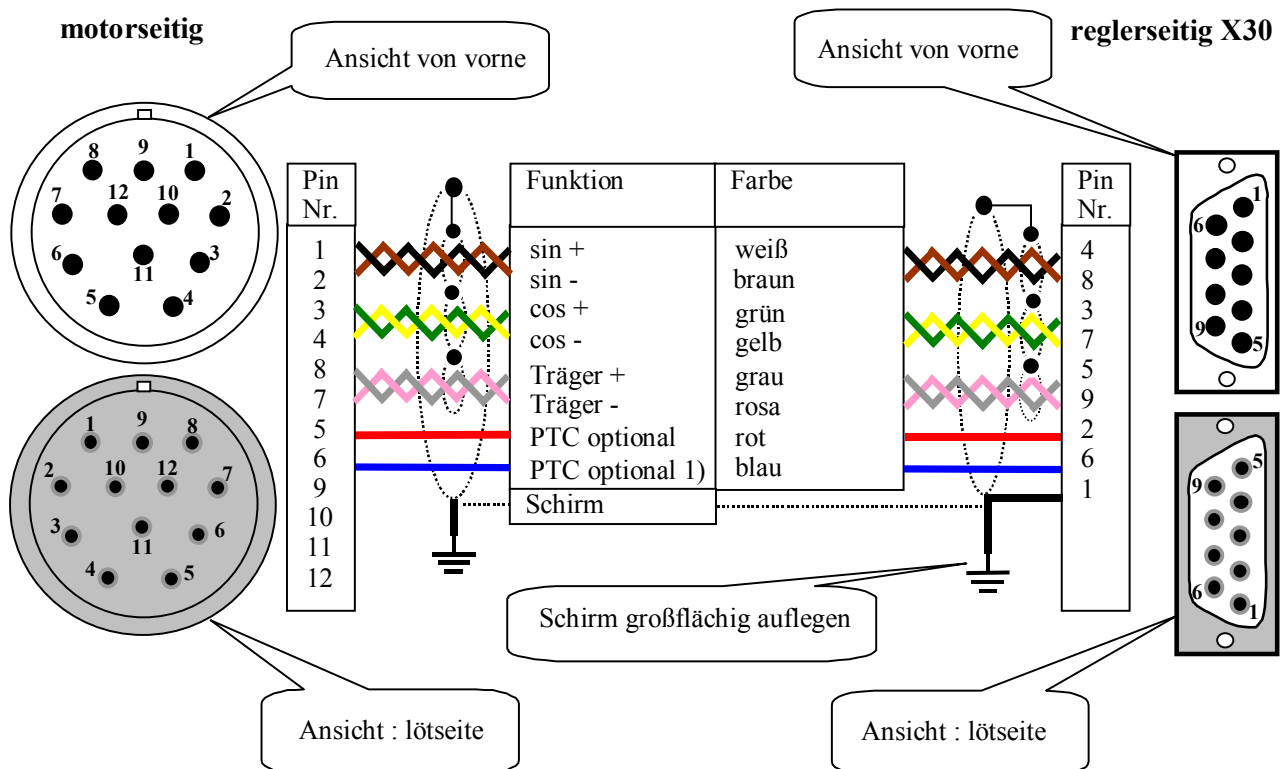 motorseitig
Ansicht von vorne
Ansicht von vorne
reglerseitig X30
8 9 1
7 12 10 2
6 11 3
5 4
1 9 8
2 10 12 7
3 11 6
4 5
Pin Nr. Funktion Farbe Pin Nr.
1 sin + weiß 4
2 sin - braun 8
3 cos + grün 3
4 cos - gelb 7
8 Träger + grau 5
7 Träger - rosa 9
5 PTC optional rot 2
6 PTC optional 1) blau 6
9 Schirm 1
10
11
12
1
6
9
5
5
9
6
1
Schirm großflächig auflegen
Ansicht : lötseite
Ansicht : lötseite